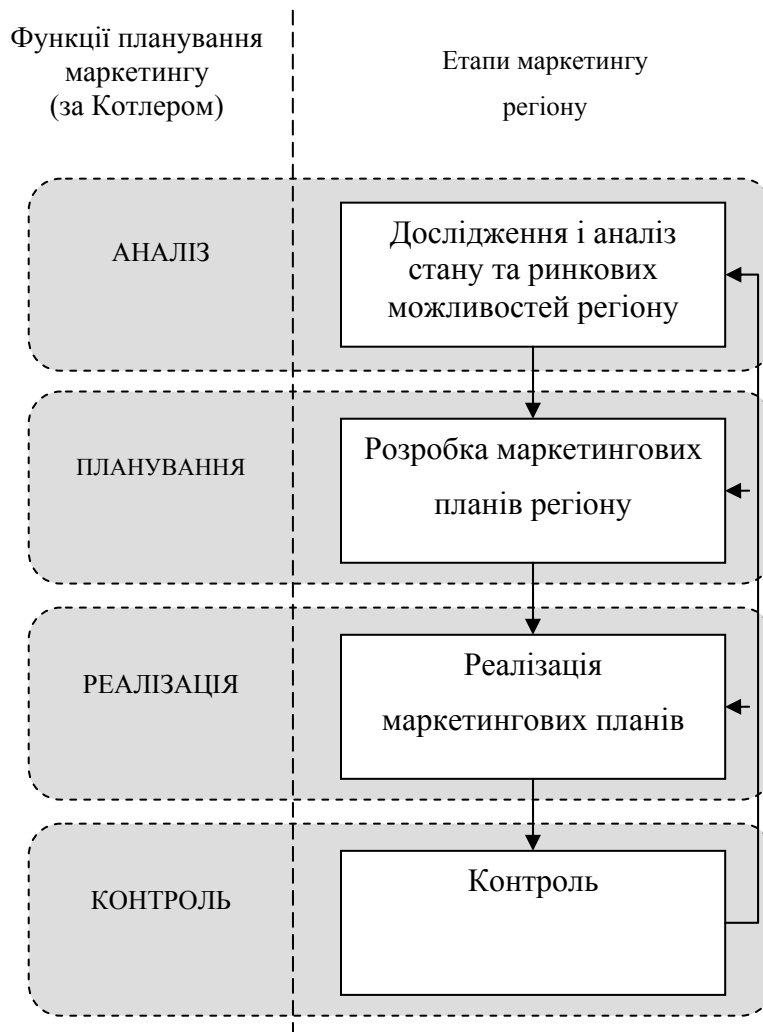 Функції планування
маркетингу
(за Котлером)
Етапи маркетингу
регіону
АНАЛІЗ
Дослідження і аналіз
стану та ринкових
можливостей регіону
ПЛАНУВАННЯ
Розробка маркетингових
планів регіону
РЕАЛІЗАЦІЯ
Реалізація
маркетингових планів
КОНТРОЛЬ
Контроль